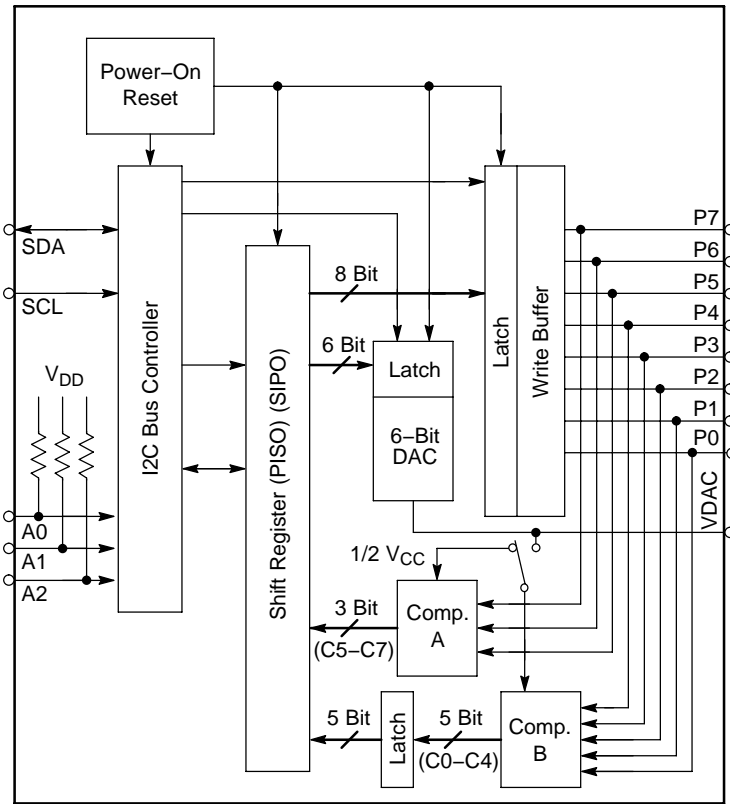 Power−On
Reset
SDA
SCL
VDD
A0
A1
A2
I2C Bus Controller
Shift Register (PISO) (SIPO)
8 Bit
6 Bit
Latch
6−Bit
DAC
Latch
Write Buffer
P7
P6
P5
P4
P3
P2
P1
P0
VDAC
1/2 VCC
3 Bit
(C5−C7)
Comp.
A
5 Bit
Latch
5 Bit
(C0−C4)
Comp.
B